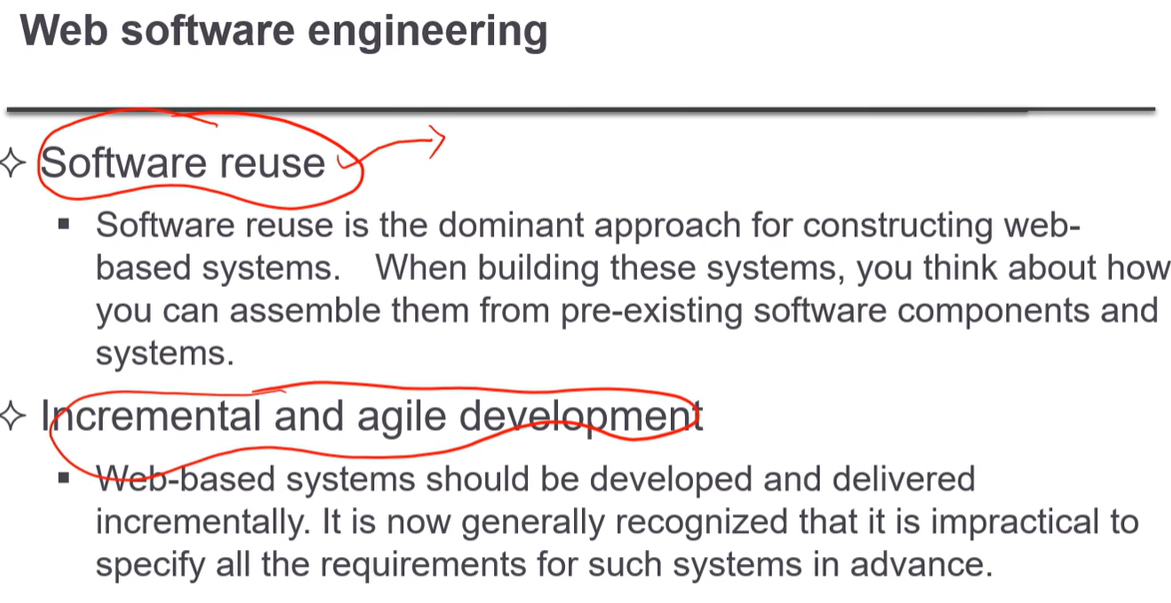 Web software engineering
Software reuse
Software reuse is the dominant approach for constructing web-
based systems. When building these systems, you think about how
you can assemble them from pre-existing software components and
systems.
Incremental and agile development
Web-based systems should be developed and delivered
incrementally. It is now generally recognized that it is impractical to
specify all the requirements for such systems in advance.